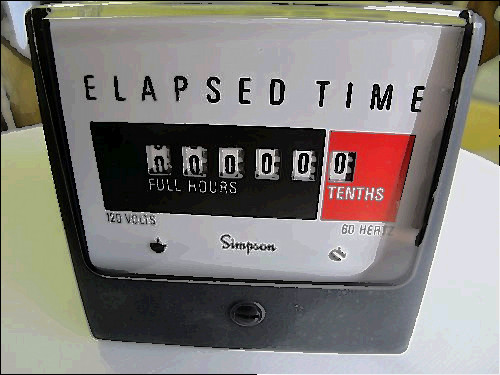 ELAPSED TIME
000000
FULL HOURS
TENTHS
120 VOLTS
60 HERTZ
Simpson